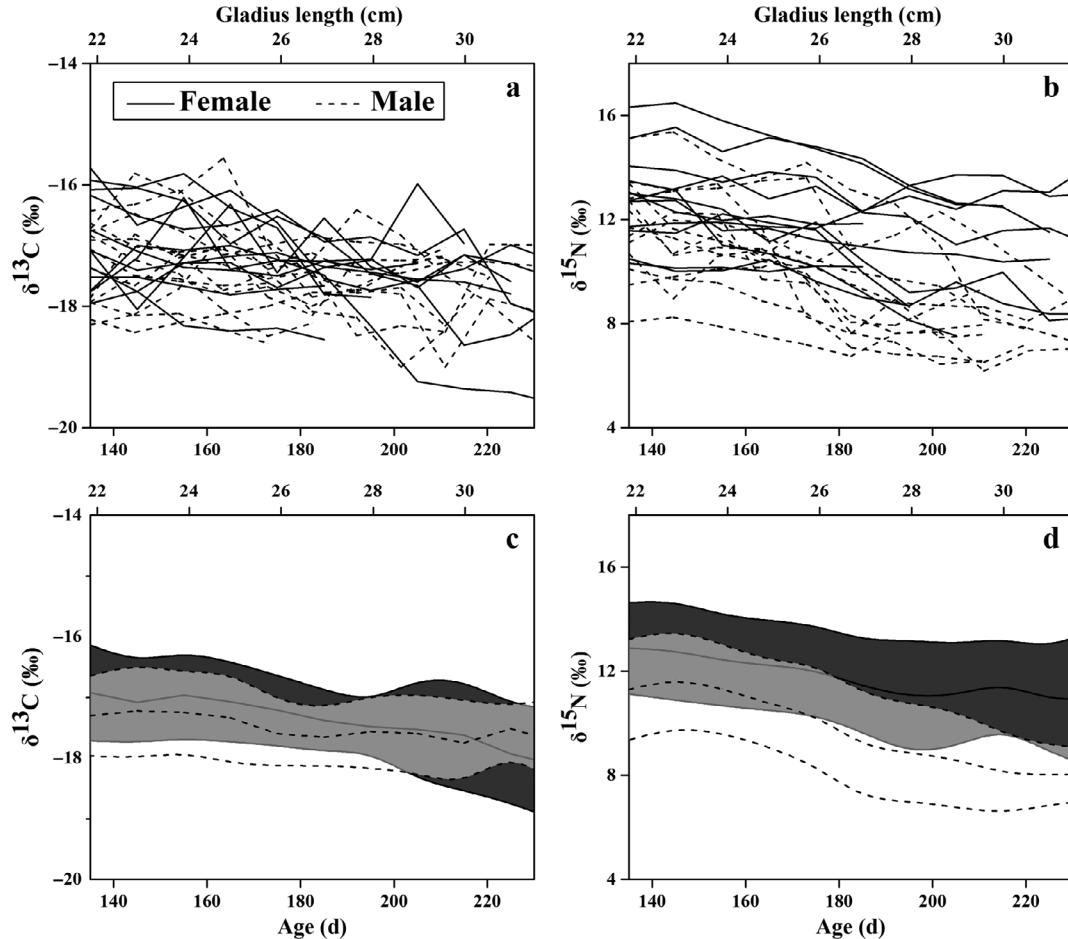 Gladius length (cm)
Gladius length (cm)
22 24 26 28 30
22 24 26 28 30
−14
−16
−18
−20
δ13C (‰)
Female
Male
a
140 160 180 200 220
16
12
8
4
δ15N (‰)
b
140 160 180 200 220
22 24 26 28 30
22 24 26 28 30
−14
−16
−18
−20
δ13C (‰)
c
140 160 180 200 220
Age (d)
16
12
8
4
δ15N (‰)
d
140 160 180 200 220
Age (d)